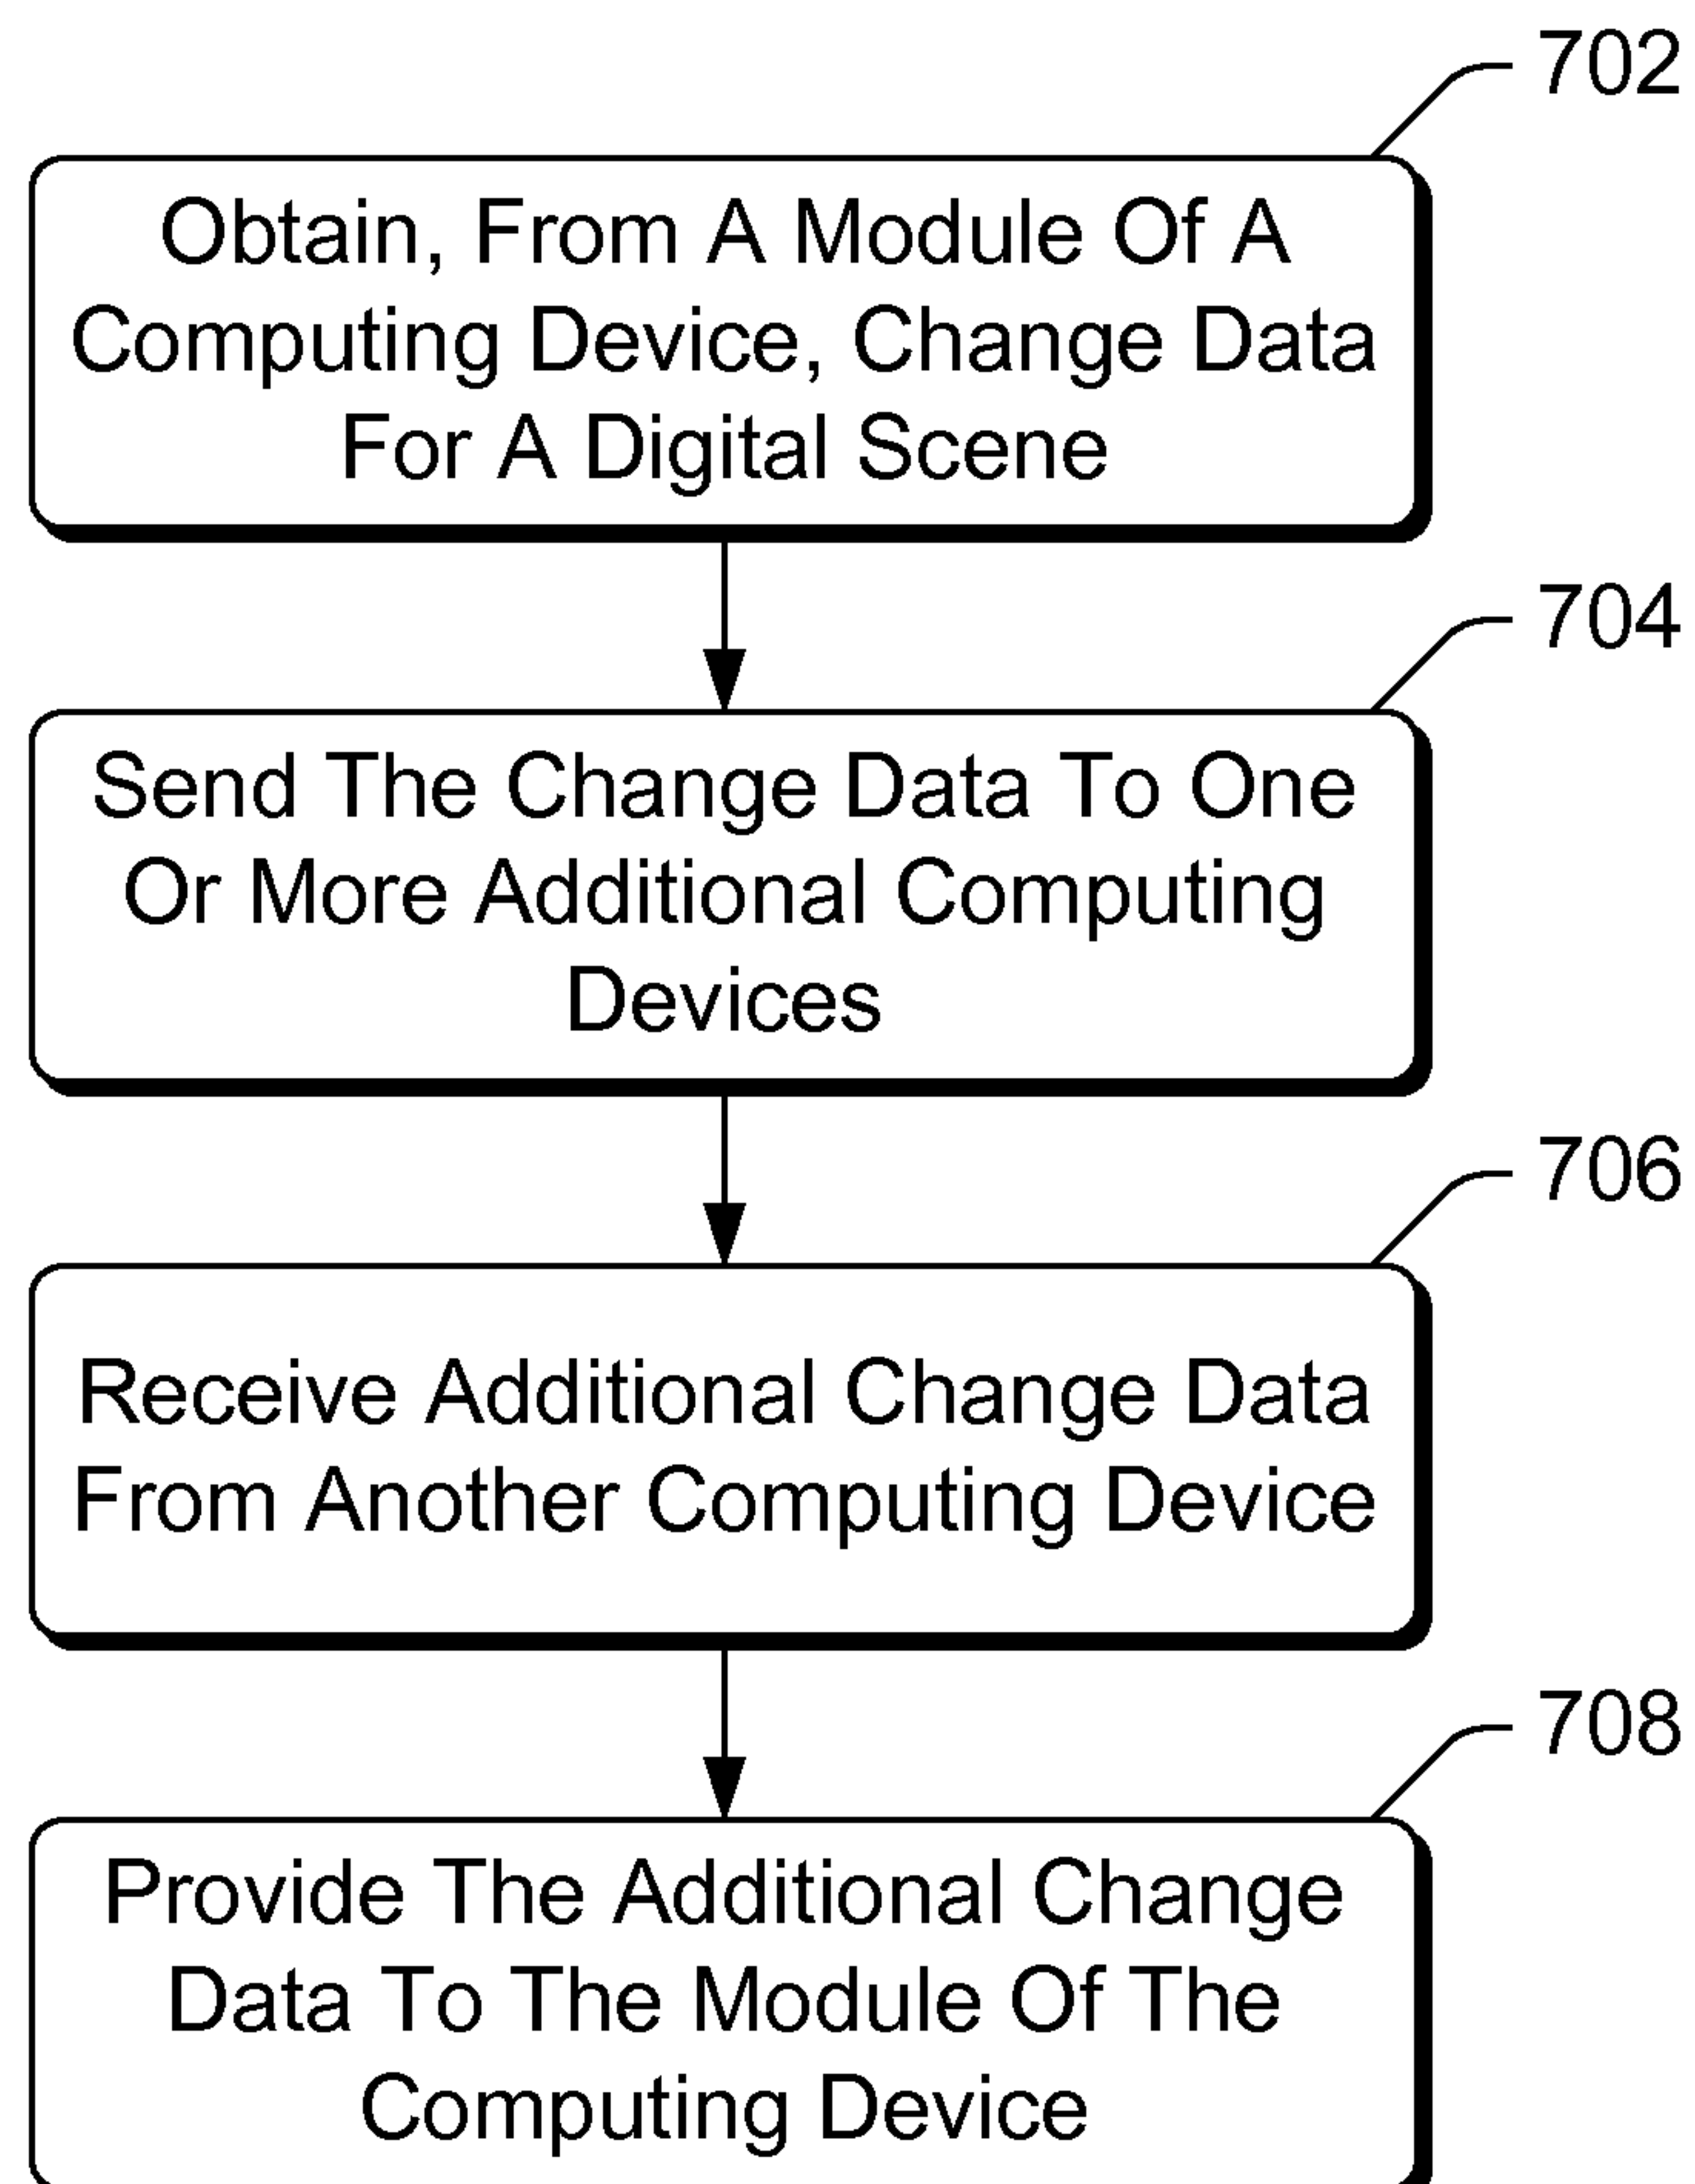 702
Obtain, From A Module Of A
Computing Device, Change Data
For A Digital Scene
704
Send The Change Data To One
Or More Additional Computing
Devices
706
Receive Additional Change Data
From Another Computing Device
708
Provide The Additional Change
Data To The Module Of The
Computing Device